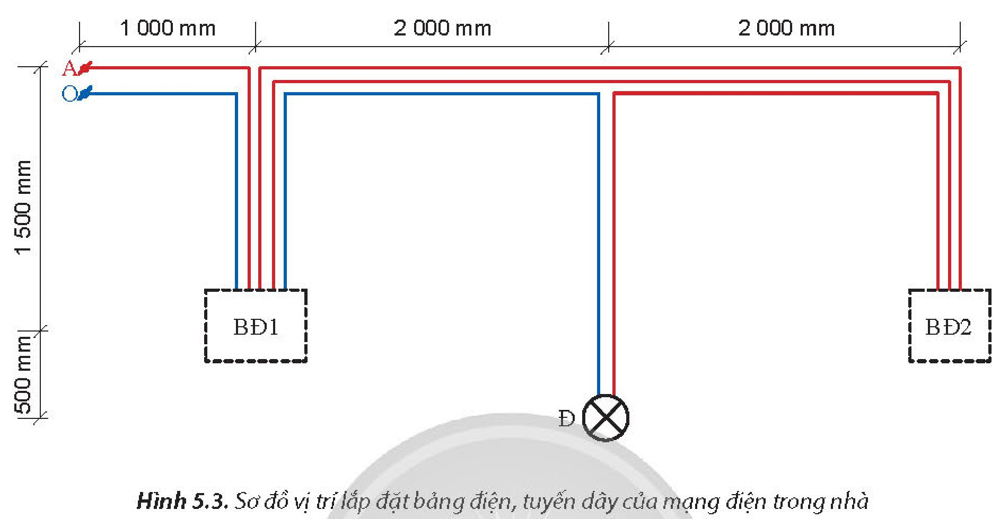 1 000 mm
2 000 mm
2 000 mm
A
O
1 500 mm
500 mm
BĐ1
BĐ2
Đ
Hình 5.3. Sơ đồ vị trí lắp đặt bảng điện, tuyến dây của mạng điện trong nhà